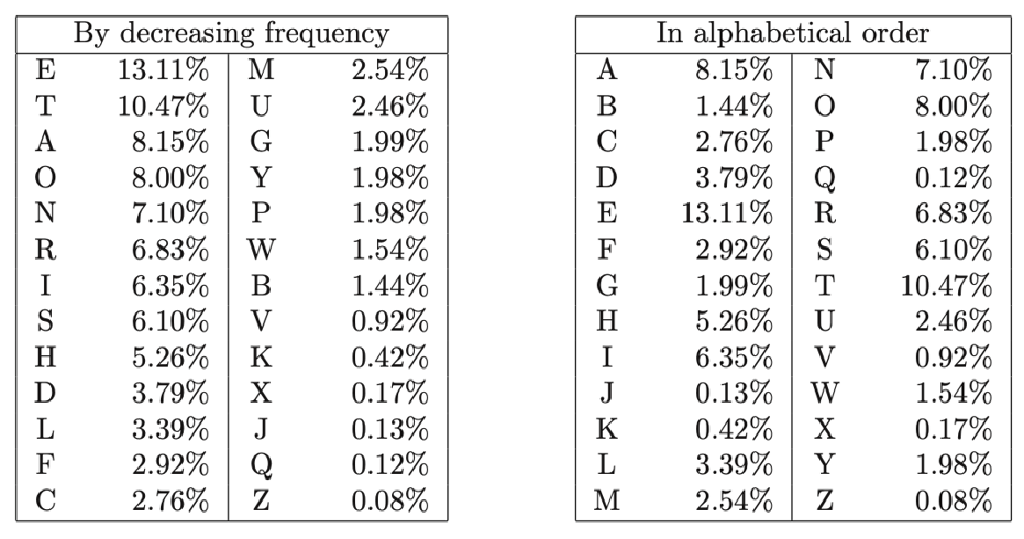 By decreasing frequency
E 13.11% M 2.54%
T 10.47% U 2.46%
A 8.15% G 1.99%
O 8.00% Y 1.98%
N 7.10% P 1.98%
R 6.83% W 1.54%
I 6.35% B 1.44%
S 6.10% V 0.92%
H 5.26% K 0.42%
D 3.79% X 0.17%
L 3.39% J 0.13%
F 2.92% Q 0.12%
C 2.76% Z 0.08%
In alphabetical order
A 8.15% N 7.10%
B 1.44% O 8.00%
C 2.76% P 1.98%
D 3.79% Q 0.12%
E 13.11% R 6.83%
F 2.92% S 6.10%
G 1.99% T 10.47%
H 5.26% U 2.46%
I 6.35% V 0.92%
J 0.13% W 1.54%
K 0.42% X 0.17%
L 3.39% Y 1.98%
M 2.54% Z 0.08%